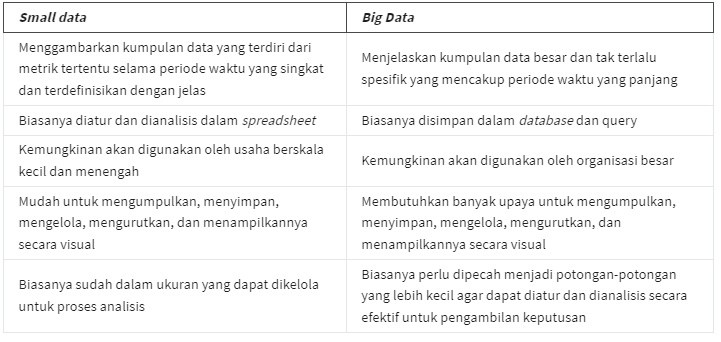 Small data
Big Data
Menggambarkan kumpulan data yang terdiri dari
metrik tertentu selama periode waktu yang singkat
dan terdefinisikan dengan jelas
Menjelaskan kumpulan data besar dan tak terlalu
spesifik yang mencakup periode waktu yang panjang
Biasanya diatur dan dianalisis dalam spreadsheet
Biasanya disimpan dalam database dan query
Kemungkinan akan digunakan oleh usaha berskala
kecil dan menengah
Kemungkinan akan digunakan oleh organisasi besar
Mudah untuk mengumpulkan, menyimpan,
mengelola, mengurutkan, dan menampilkannya
secara visual
Membutuhkan banyak upaya untuk mengumpulkan,
menyimpan, mengelola, mengurutkan, dan
menampilkannya secara visual
Biasanya sudah dalam ukuran yang dapat dikelola
untuk proses analisis
Biasanya perlu dipecah menjadi potongan-potongan
yang lebih kecil agar dapat diatur dan dianalisis secara
efektif untuk pengambilan keputusan